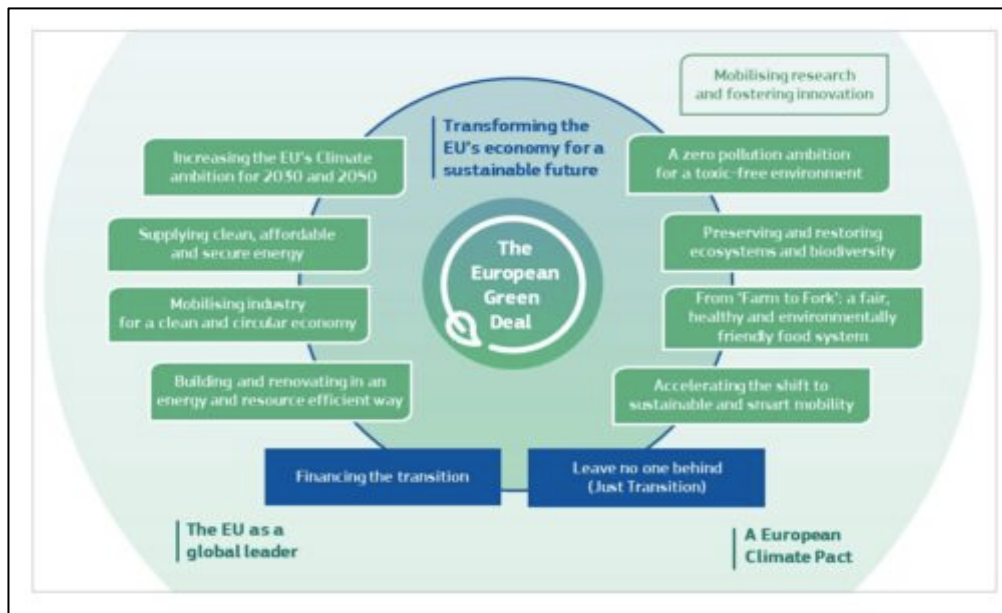 Mobilising research
and fostering innovation
Transforming the
EU's economy for a
sustainable future
Increasing the EU's Climate
ambition for 2030 and 2050
A zero pollution ambition
for a toxic-free environment
Supplying clean, affordable
and secure energy
Preserving and restoring
ecosystems and biodiversity
The
European
Green
Deal
Mobilising industry
for a clean and circular economy
From 'Farm to Fork': a fair,
healthy and environmentally
friendly food system
Building and renovating in an
energy and resource efficient way
Accelerating the shift to
sustainable and smart mobility
Financing the transition
Leave no one behind
(Just Transition)
The EU as a
global leader
A European
Climate Pact